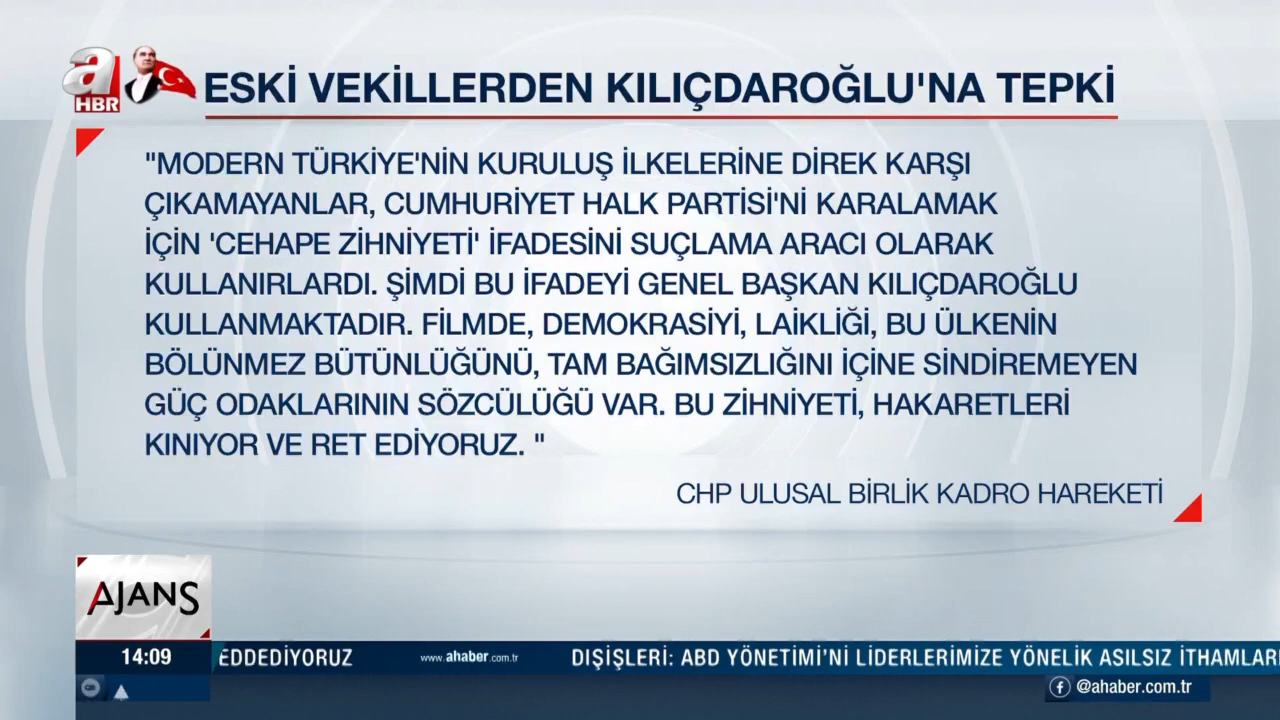 a
HBR
ESKİ VEKİLLERDEN KILIÇDAROĞLU'NA TEPKİ
"MODERN TÜRKİYE'NİN KURULUŞ İLKELERİNE DİREK KARŞI
ÇIKAMAYANLAR, CUMHURİYET HALK PARTİSİ'Nİ KARALAMAK
İÇİN 'CEHAPE ZİHNİYETİ' İFADESİNİ SUÇLAMA ARACI OLARAK
KULLANIRLARDI. ŞİMDİ BU İFADEYİ GENEL BAŞKAN KILIÇDAROĞLU
KULLANMAKTADIR. FİLMDE, DEMOKRASİYİ, LAİKLİĞİ, BU ÜLKENİN
BÖLÜNMEZ BÜTÜNLÜĞÜNÜ, TAM BAĞIMSIZLIĞINI İÇİNE SİNDİREMEYEN
GÜÇ ODAKLARININ SÖZCÜLÜĞÜ VAR. BU ZİHNİYETİ, HAKARETLERİ
KINIYOR VE RET EDİYORUZ. "
CHP ULUSAL BİRLİK KADRO HAREKETİ
AJANS
14:09 EDDEDİYORUZ www.ahaber.com.tr DIŞİŞLERİ: ABD YÖNETİMİ'Nİ LİDERLERİMİZE YÖNELİK ASILSIZ İTHAMLAR
@ahaber.com.tr